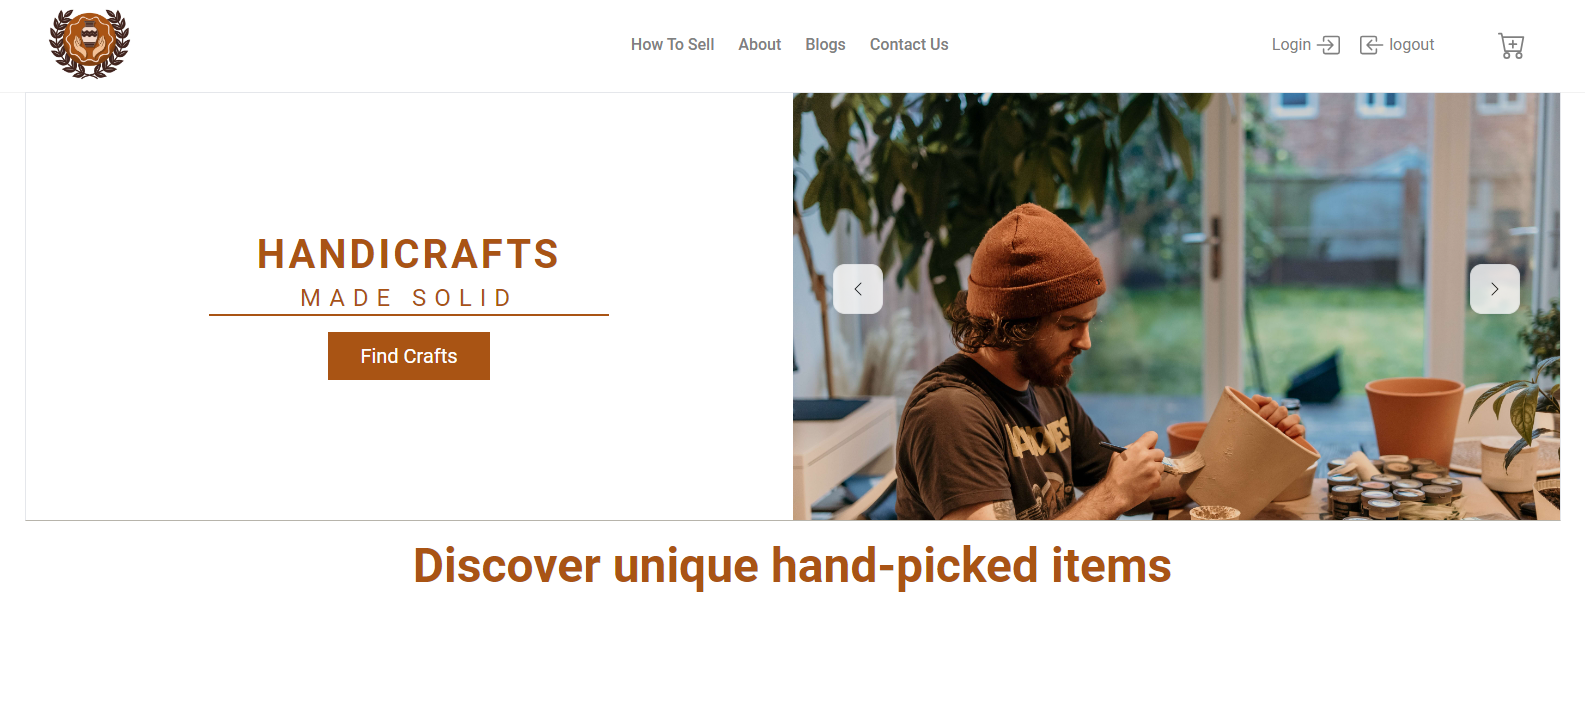 How To Sell About Blogs Contact Us Login logout
HANDICRAFTS
MADE SOLID
Find Crafts
Discover unique hand-picked items